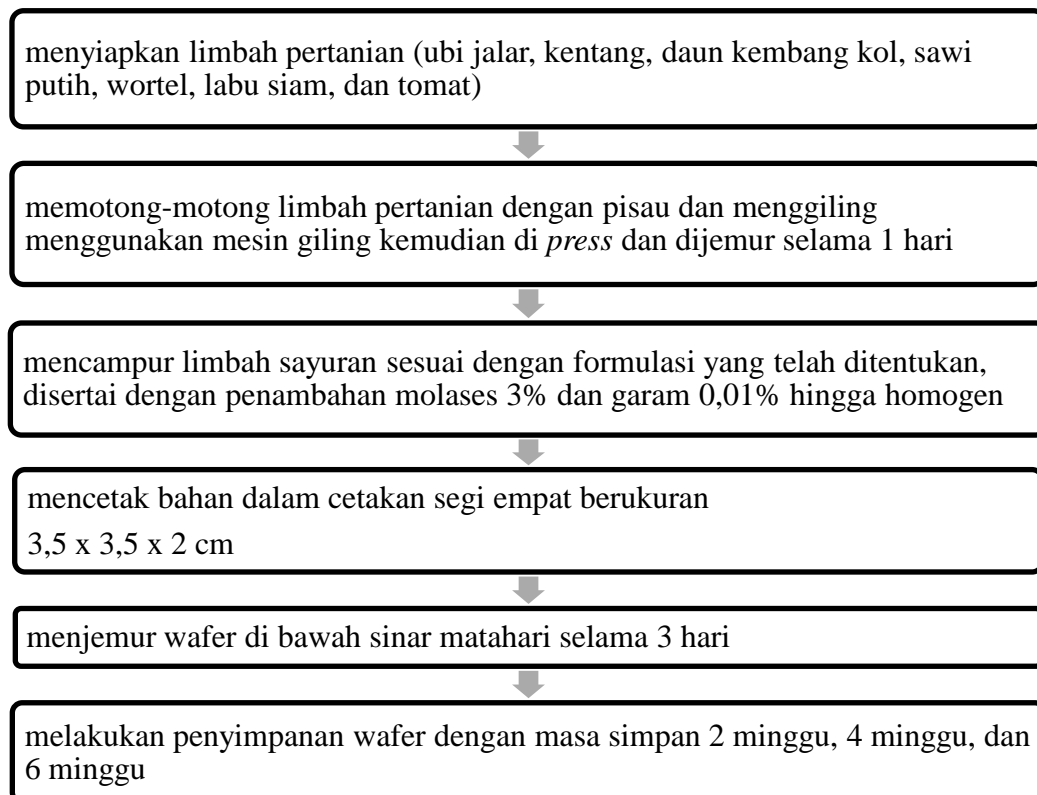 menyiapkan limbah pertanian (ubi jalar, kentang, daun kembang kol, sawi
putih, wortel, labu siam, dan tomat)
memotong-motong limbah pertanian dengan pisau dan menggiling
menggunakan mesin giling kemudian di press dan dijemur selama 1 hari
mencampur limbah sayuran sesuai dengan formulasi yang telah ditentukan,
disertai dengan penambahan molases 3% dan garam 0,01% hingga homogen
mencetak bahan dalam cetakan segi empat berukuran
3,5 x 3,5 x 2 cm
menjemur wafer di bawah sinar matahari selama 3 hari
melakukan penyimpanan wafer dengan masa simpan 2 minggu, 4 minggu, dan
6 minggu